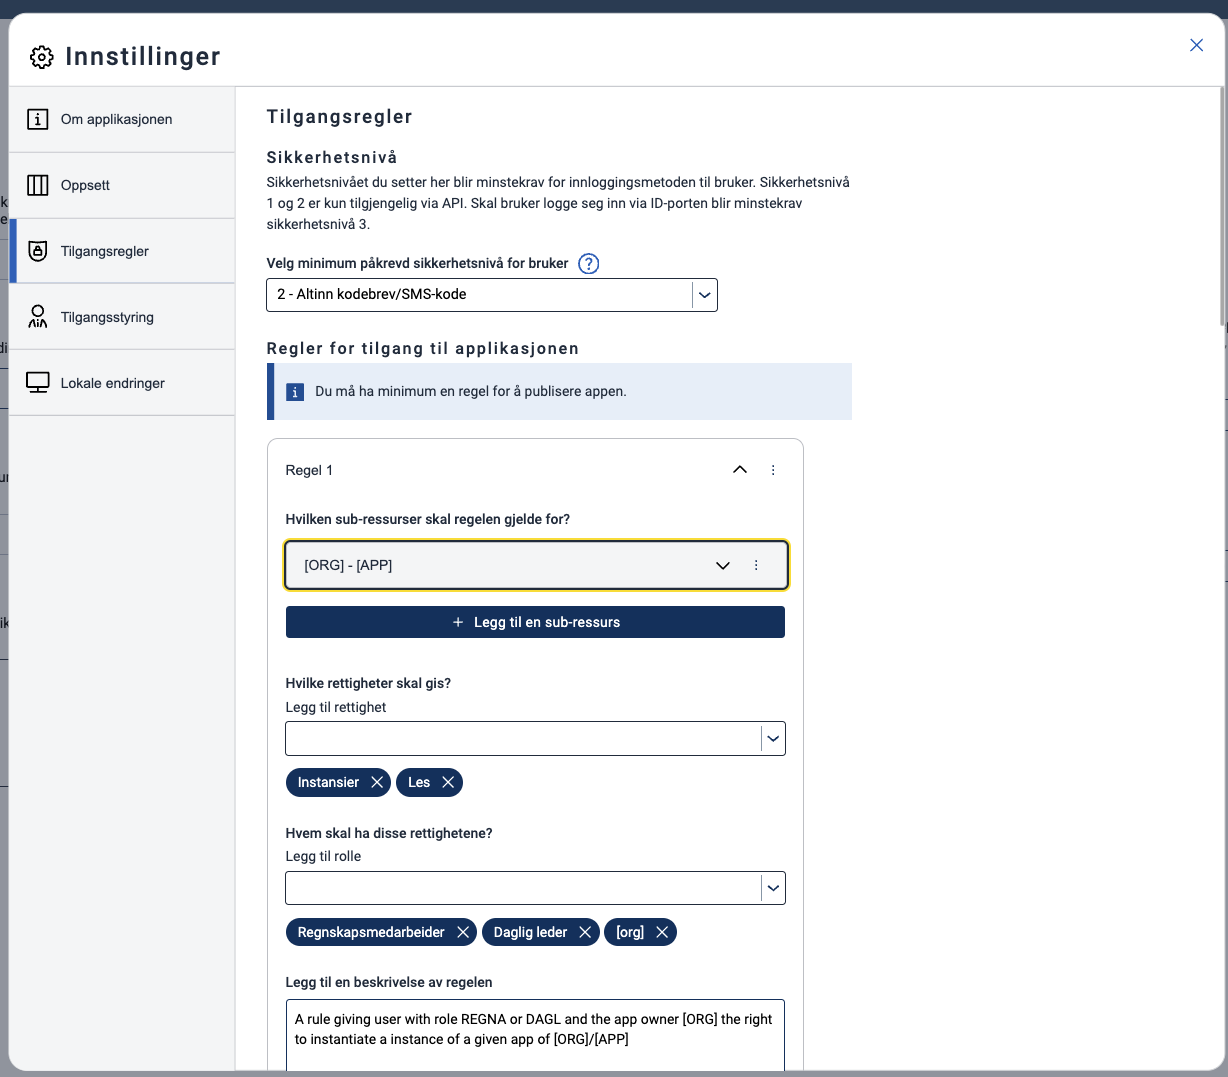 Innstillinger
Om applikasjonen
Oppsett
Tilgangsregler
Tilgangsstyring
Lokale endringer
Tilgangsregler
Sikkerhetsnivå
Sikkerhetsnivået du setter her blir minstekrav for innloggingsmetoden til bruker. Sikkerhetsnivå
1 og 2 er kun tilgjengelig via API. Skal bruker logge seg inn via ID-porten blir minstekrav
sikkerhetsnivå 3.
Velg minimum påkrevd sikkerhetsnivå for bruker
2 - Altinn kodebrev/SMS-kode
Regler for tilgang til applikasjonen
Du må ha minimum en regel for å publisere appen.
Regel 1
Hvilken sub-ressurser skal regelen gjelde for?
[ORG] - [APP]
Legg til en sub-ressurs
Hvilke rettigheter skal gis?
Legg til rettighet
Instansier
Les
Hvem skal ha disse rettighetene?
Legg til rolle
Regnskapsmedarbeider
Daglig leder
[org]
Legg til en beskrivelse av regelen
A rule giving user with role REGNA or DAGL and the app owner [ORG] the right
to instantiate a instance of a given app of [ORG]/[APP]